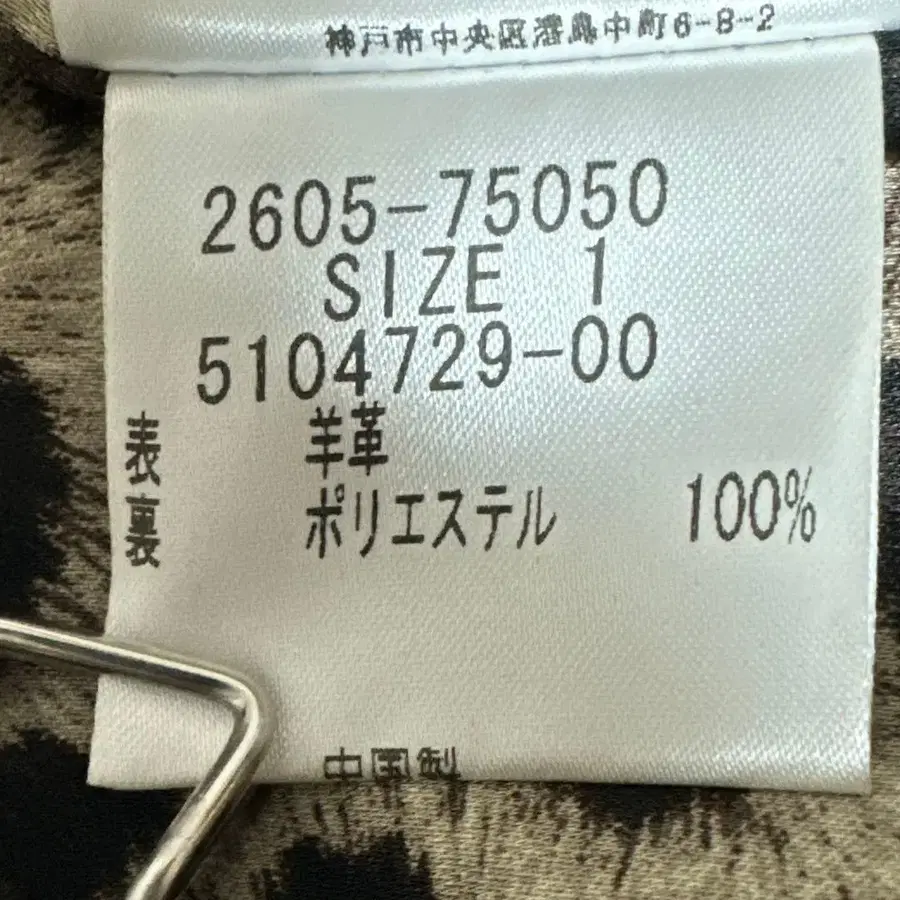 神戸市中央区港島中町6-8-2
2605-75050
SIZE 1
5104729-00
表 羊革
裏 ポリエステル 100%
中国製